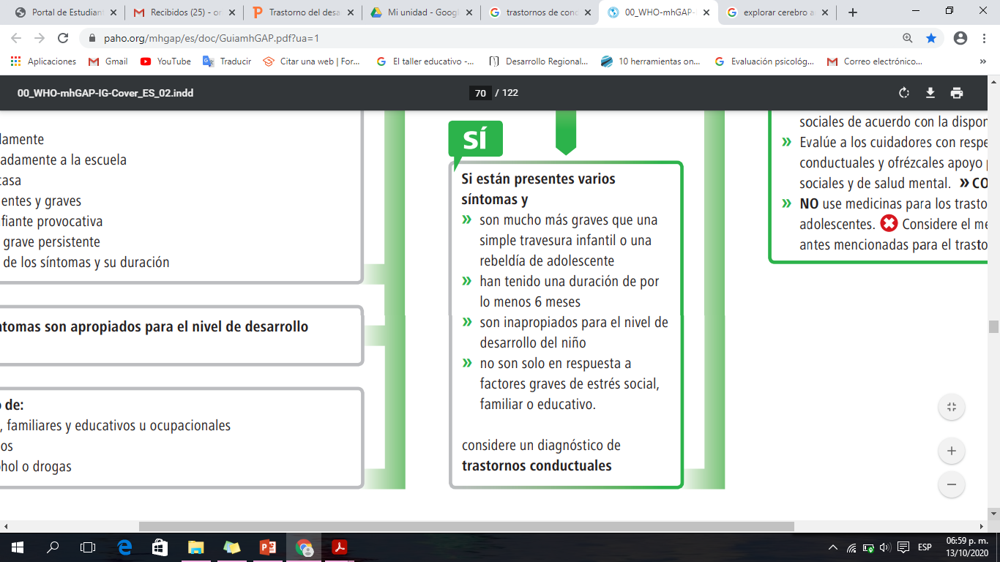 Portal de Estudiant
Recibidos (25) - or
Trastorno del desa
Mi unidad - Googl
trastornos de cond
00_WHO-mhGAP-
explorar cerebro a
paho.org/mhgap/es/doc/GuiamhGAP.pdf?ua=1
Aplicaciones
Gmail
YouTube
Traducir
Citar una web | For...
El taller educativo -...
Desarrollo Regional...
10 herramientas on...
Evaluación psicológ...
Correo electrónico...
00_WHO-mhGAP-IG-Cover_ES_02.indd
70 / 122
lamente
adamente a la escuela
casa
entes y graves
fiante provocativa
grave persistente
de los síntomas y su duración
ntomas son apropiados para el nivel de desarrollo
o de:
, familiares y educativos u ocupacionales
os
ohol o drogas
SÍ
Si están presentes varios
síntomas y
» son mucho más graves que una
simple travesura infantil o una
rebeldía de adolescente
» han tenido una duración de por
lo menos 6 meses
» son inapropiados para el nivel de
desarrollo del niño
» no son solo en respuesta a
factores graves de estrés social,
familiar o educativo.
considere un diagnóstico de
trastornos conductuales
sociales de acuerdo con la dispor
» Evalúe a los cuidadores con respe
conductuales y ofrézcales apoyo p
sociales y de salud mental. » CO
» NO use medicinas para los trasto
adolescentes. Considere el me
antes mencionadas para el trasto
ESP
06:59 p. m.
13/10/2020